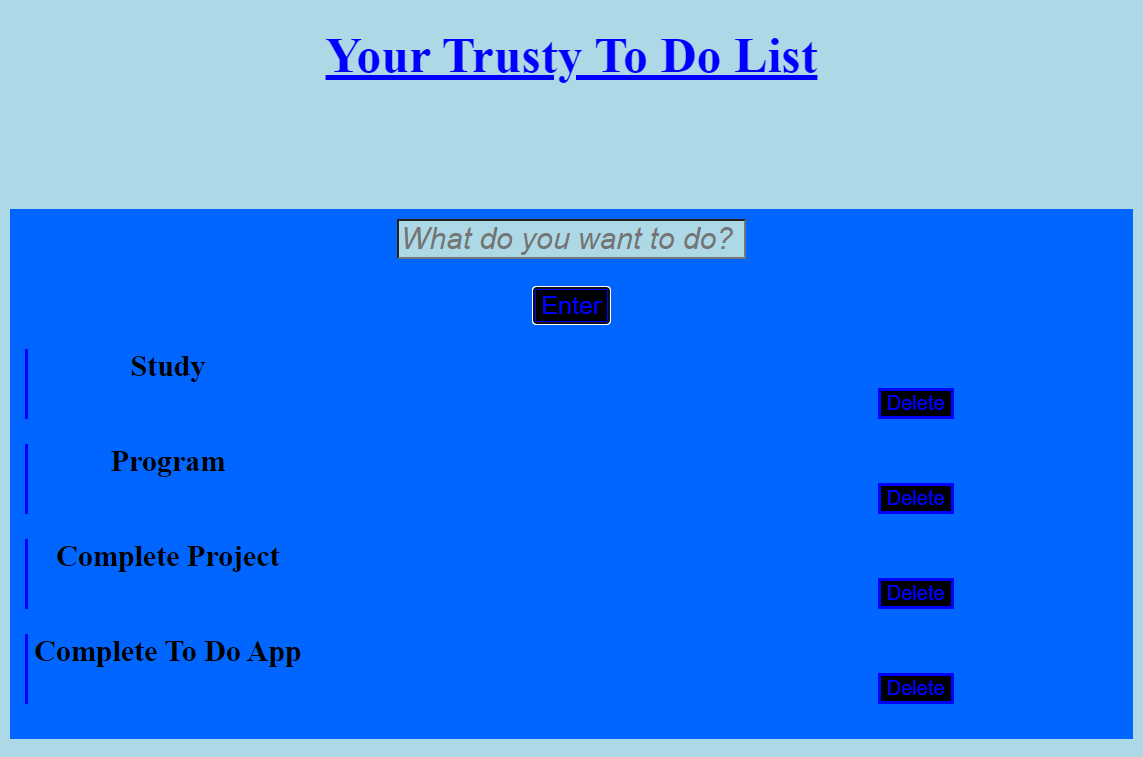 Your Trusty To Do List
What do you want to do?
Enter
Study
Delete
Program
Delete
Complete Project
Delete
Complete To Do App
Delete